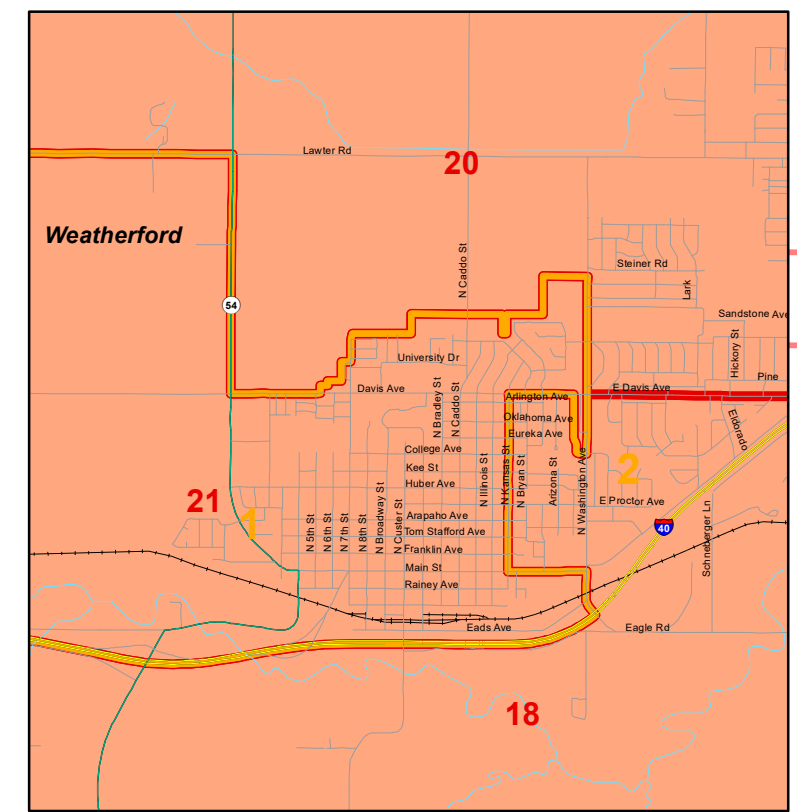 Lawter Rd
20
Weatherford
N Caddo St
Steiner Rd
Lark
54
Sandstone Ave
Hickory St
University Dr
Pine
Davis Ave
E Davis Ave
Arlington Ave
N Bradley St
N Caddo St
Oklahoma Ave
Eldorado
Eureka Ave
College Ave
Kee St
2
Huber Ave
N Illinois St
N Kansas St
N Bryan St
Arizona St
N Washington Ave
21
1
E Proctor Ave
N 5th St
N 6th St
N 7th St
N 8th St
N Broadway St
N Custer St
Arapaho Ave
40
Tom Stafford Ave
Schneberger Ln
Franklin Ave
Main St
Rainey Ave
Eads Ave
Eagle Rd
18